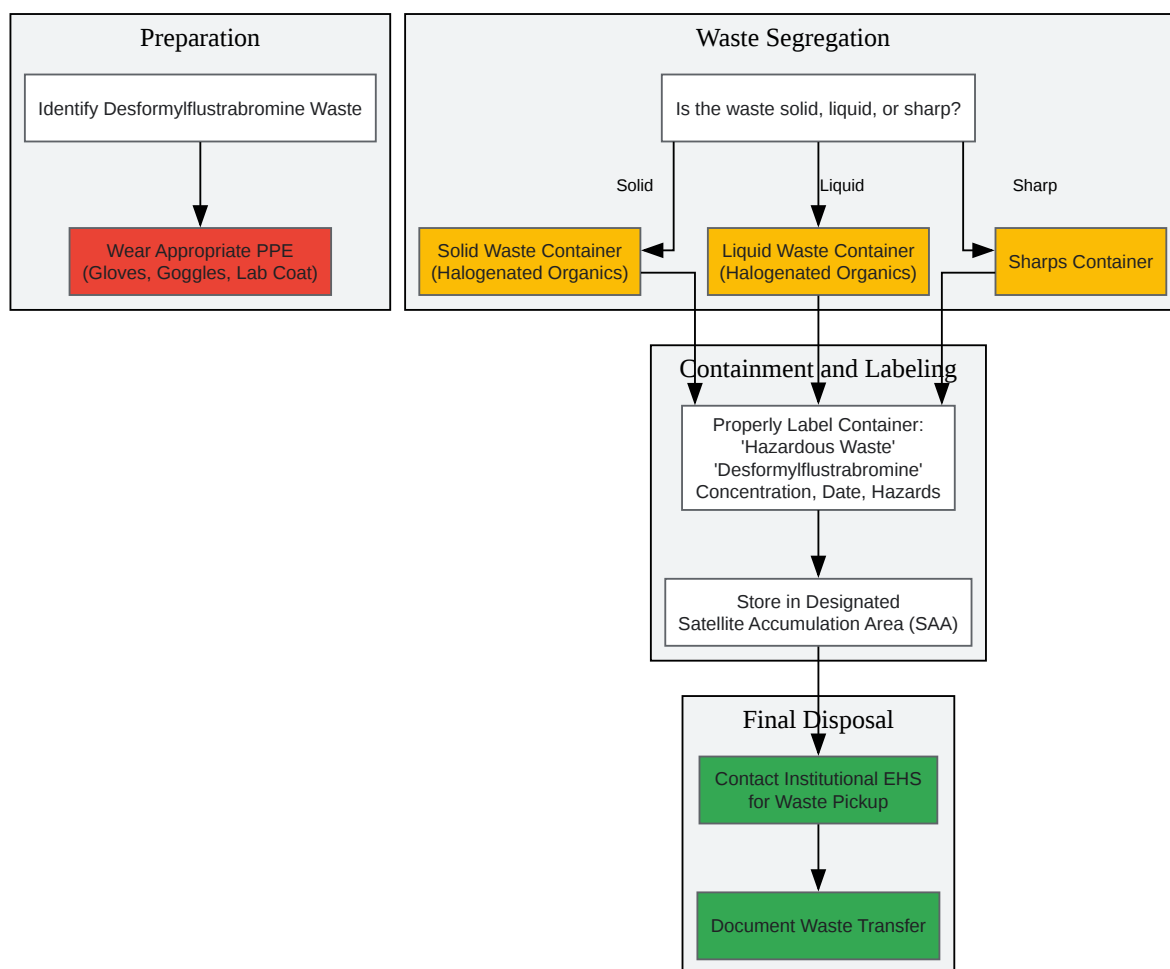 Preparation
Identify Desformylflustrabromine Waste
Wear Appropriate PPE
(Gloves, Goggles, Lab Coat)
Waste Segregation
Is the waste solid, liquid, or sharp?
Solid
Liquid
Sharp
Solid Waste Container
(Halogenated Organics)
Liquid Waste Container
(Halogenated Organics)
Sharps Container
Containment and Labeling
Properly Label Container:
'Hazardous Waste'
'Desformylflustrabromine'
Concentration, Date, Hazards
Store in Designated
Satellite Accumulation Area (SAA)
Final Disposal
Contact Institutional EHS
for Waste Pickup
Document Waste Transfer